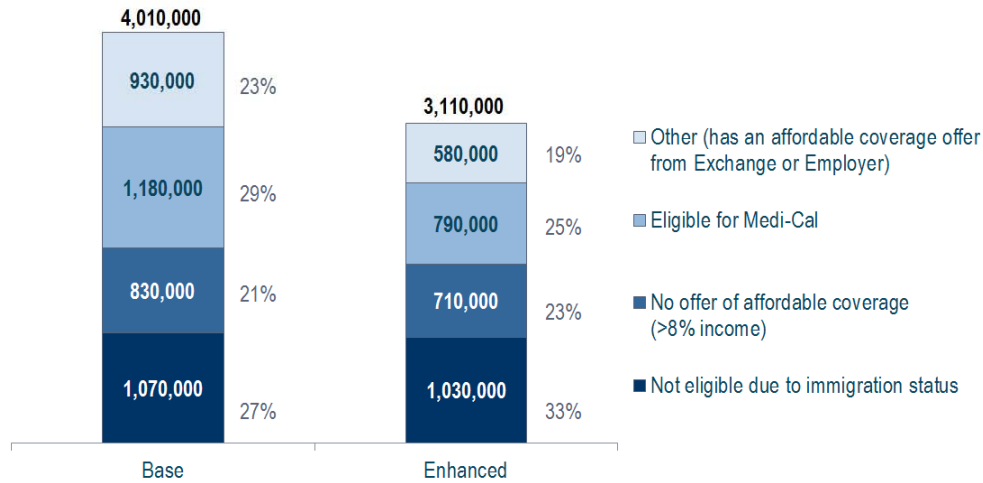 4,010,000
930,000
23%
1,180,000
29%
830,000
21%
1,070,000
27%
Base
3,110,000
580,000
19%
790,000
25%
710,000
23%
1,030,000
33%
Enhanced
Other (has an affordable coverage offer
from Exchange or Employer)
Eligible for Medi-Cal
No offer of affordable coverage
(>8% income)
Not eligible due to immigration status